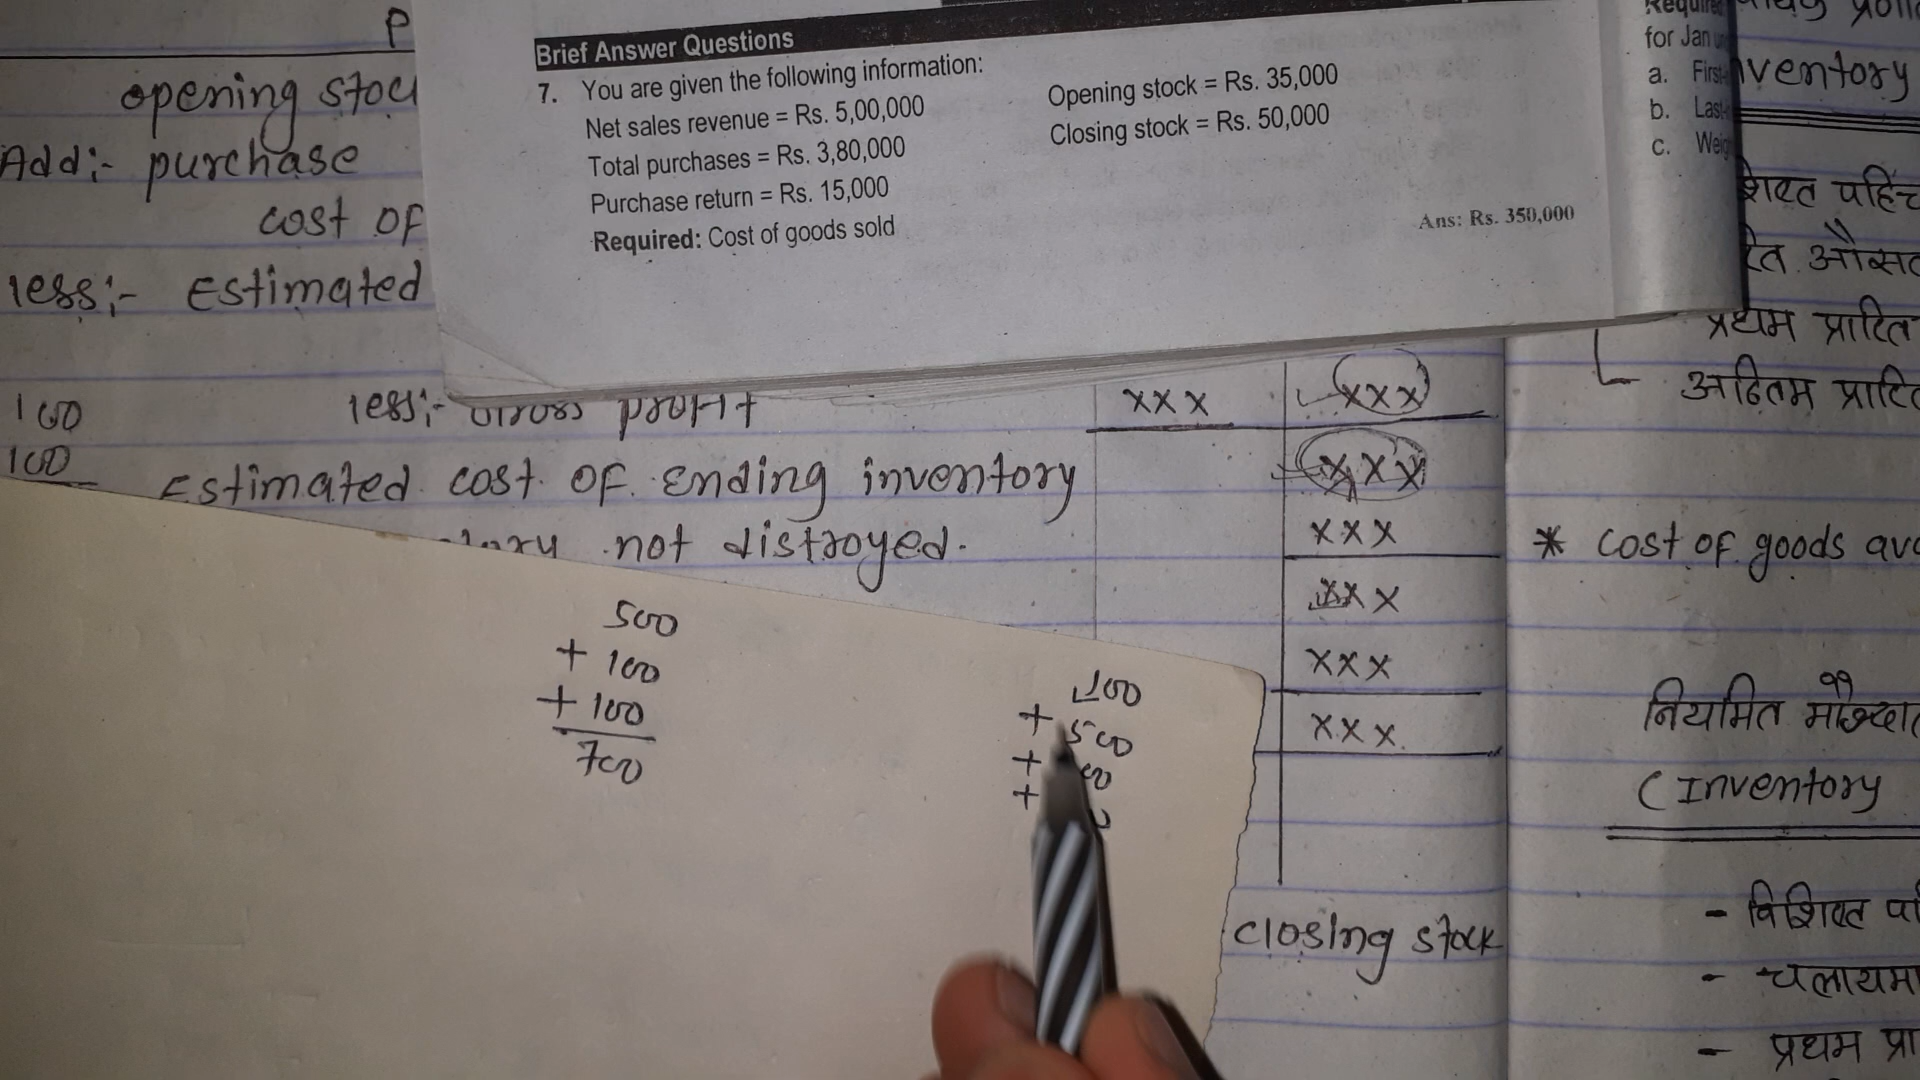 P
opening stoc
Add:- purchase
cost of
less:- Estimated
Brief Answer Questions
7. You are given the following information:
Net sales revenue = Rs. 5,00,000
Opening stock = Rs. 35,000
Total purchases = Rs. 3,80,000
Closing stock = Rs. 50,000
Purchase return = Rs. 15,000
Required: Cost of goods sold
Ans: Rs. 350,000
for Jan
a. First
b. Last
c. Weig
100
100
less:- Gross profit
xxx
xxx
Estimated cost of Ending inventory
xxx
not distroyed.
xxx
xxx
xxx
xxx
500
+ 100
+ 100
700
100
+ 500
+
+
closing stock
ventory
औसत
प्रथम प्राप्ति
अन्तिम प्राप्ति
* cost of goods ava
नियमित
(Inventory
-
-
- प्रथम प्रा